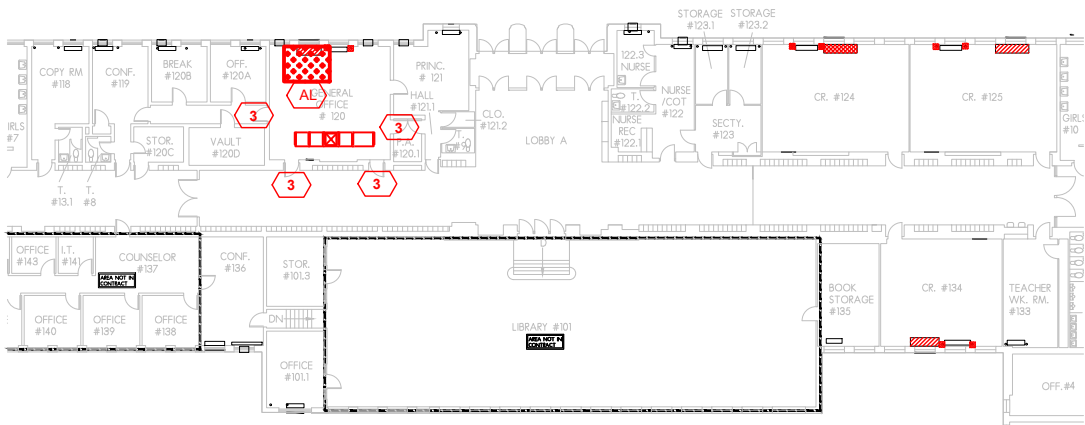 COPY RM
#118
CONF.
#119
BREAK
#120B
OFF.
#120A
PRINC.
# 121
STORAGE
#123.1
STORAGE
#123.2
122.3
NURSE
T.
#122.2
NURSE
/COT
#122
NURSE
REC
#122.1
SECTY.
#123
CR. #124
CR. #125
GIRLS
#10
GIRLS
#7
AL
GENERAL
OFFICE
# 120
HALL
#121.1
CLO.
#121.2
LOBBY A
3
3
STOR.
#120C
VAULT
#120D
P.A.
#120.1
T.
#9
T.
#13.1
T.
#8
3
3
OFFICE
#143
I.T.
#141
COUNSELOR
#137
AREA NOT IN
CONTRACT
CONF.
#136
STOR.
#101.3
OFFICE
#140
OFFICE
#139
OFFICE
#138
DN
LIBRARY #101
AREA NOT IN
CONTRACT
OFFICE
#101.1
BOOK
STORAGE
#135
CR. #134
TEACHER
WK. RM.
#133
OFF.#4